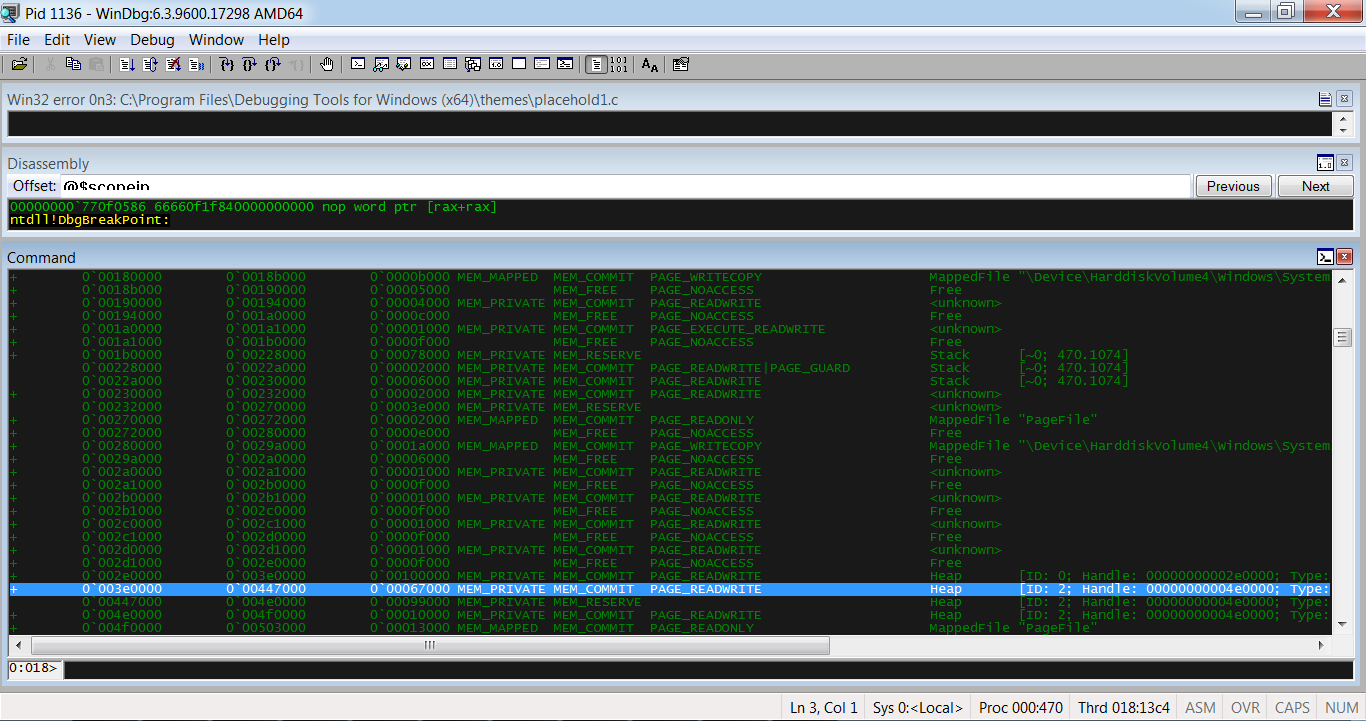 Pid 1136 - WinDbg:6.3.9600.17298 AMD64
File Edit View Debug Window Help
Win32 error 0n3: C:\Program Files\Debugging Tools for Windows (x64)\themes\placehold1.c
Disassembly
Offset: @$scopeip Previous Next
00000000`770f0586 66660f1f840000000000 nop word ptr [rax+rax]
ntdll!DbgBreakPoint:
Command
+ 0`00180000 0`0018b000 0`0000b000 MEM_MAPPED MEM_COMMIT PAGE_WRITECOPY MappedFile "\Device\HarddiskVolume4\Windows\System
+ 0`0018b000 0`00190000 0`00005000 MEM_FREE PAGE_NOACCESS Free
+ 0`00190000 0`00194000 0`00004000 MEM_PRIVATE MEM_COMMIT PAGE_READWRITE <unknown>
+ 0`00194000 0`001a0000 0`0000c000 MEM_FREE PAGE_NOACCESS Free
+ 0`001a0000 0`001a1000 0`00001000 MEM_PRIVATE MEM_COMMIT PAGE_EXECUTE_READWRITE <unknown>
+ 0`001a1000 0`001b0000 0`0000f000 MEM_FREE PAGE_NOACCESS Free
+ 0`001b0000 0`00228000 0`00078000 MEM_PRIVATE MEM_RESERVE Stack [~0; 470.1074]
0`00228000 0`0022a000 0`00002000 MEM_PRIVATE MEM_COMMIT PAGE_READWRITE|PAGE_GUARD Stack [~0; 470.1074]
0`0022a000 0`00230000 0`00006000 MEM_PRIVATE MEM_COMMIT PAGE_READWRITE Stack [~0; 470.1074]
+ 0`00230000 0`00232000 0`00002000 MEM_PRIVATE MEM_COMMIT PAGE_READWRITE <unknown>
0`00232000 0`00270000 0`0003e000 MEM_PRIVATE MEM_RESERVE <unknown>
+ 0`00270000 0`00272000 0`00002000 MEM_MAPPED MEM_COMMIT PAGE_READONLY MappedFile "PageFile"
+ 0`00272000 0`00280000 0`0000e000 MEM_FREE PAGE_NOACCESS Free
+ 0`00280000 0`0029a000 0`0001a000 MEM_MAPPED MEM_COMMIT PAGE_WRITECOPY MappedFile "\Device\HarddiskVolume4\Windows\System
+ 0`0029a000 0`002a0000 0`00006000 MEM_FREE PAGE_NOACCESS Free
+ 0`002a0000 0`002a1000 0`00001000 MEM_PRIVATE MEM_COMMIT PAGE_READWRITE <unknown>
+ 0`002a1000 0`002b0000 0`0000f000 MEM_FREE PAGE_NOACCESS Free
+ 0`002b0000 0`002b1000 0`00001000 MEM_PRIVATE MEM_COMMIT PAGE_READWRITE <unknown>
+ 0`002b1000 0`002c0000 0`0000f000 MEM_FREE PAGE_NOACCESS Free
+ 0`002c0000 0`002c1000 0`00001000 MEM_PRIVATE MEM_COMMIT PAGE_READWRITE <unknown>
+ 0`002c1000 0`002d0000 0`0000f000 MEM_FREE PAGE_NOACCESS Free
+ 0`002d0000 0`002d1000 0`00001000 MEM_PRIVATE MEM_COMMIT PAGE_READWRITE <unknown>
+ 0`002d1000 0`002e0000 0`0000f000 MEM_FREE PAGE_NOACCESS Free
+ 0`002e0000 0`003e0000 0`00100000 MEM_PRIVATE MEM_COMMIT PAGE_READWRITE Heap [ID: 0; Handle: 00000000002e0000; Type:
+ 0`003e0000 0`00447000 0`00067000 MEM_PRIVATE MEM_COMMIT PAGE_READWRITE Heap [ID: 2; Handle: 00000000004e0000; Type:
0`00447000 0`004e0000 0`00099000 MEM_PRIVATE MEM_RESERVE Heap [ID: 2; Handle: 00000000004e0000; Type:
+ 0`004e0000 0`004f0000 0`00010000 MEM_PRIVATE MEM_COMMIT PAGE_READWRITE Heap [ID: 2; Handle: 00000000004e0000; Type:
+ 0`004f0000 0`00503000 0`00013000 MEM_MAPPED MEM_COMMIT PAGE_READONLY MappedFile "PageFile"
0:018>
Ln 3, Col 1 Sys 0:<Local> Proc 000:470 Thrd 018:13c4 ASM OVR CAPS NUM